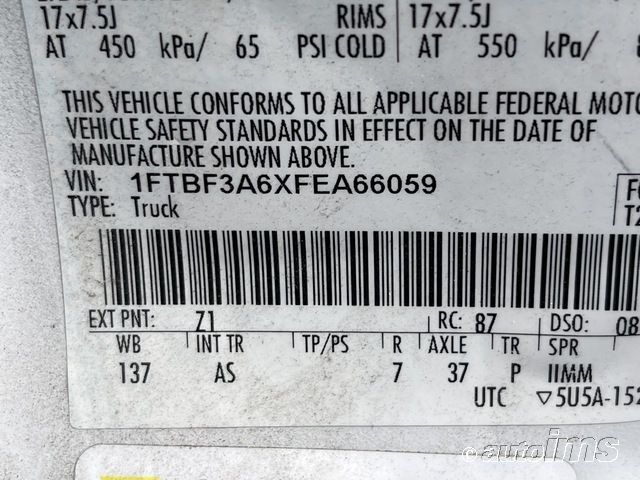 17x7.5J RIMS 17x7.5J
AT 450 kPa/ 65 PSI COLD AT 550 kPa/
THIS VEHICLE CONFORMS TO ALL APPLICABLE FEDERAL MOTO
VEHICLE SAFETY STANDARDS IN EFFECT ON THE DATE OF
MANUFACTURE SHOWN ABOVE.
VIN: 1FTBF3A6XFEA66059
TYPE: Truck
EXT PNT: Z1 RC: 87 DSO: 08
WB INT TR TP/PS R AXLE TR SPR
137 AS 7 37 P IIMM
UTC ▽5U5A-152
autoims